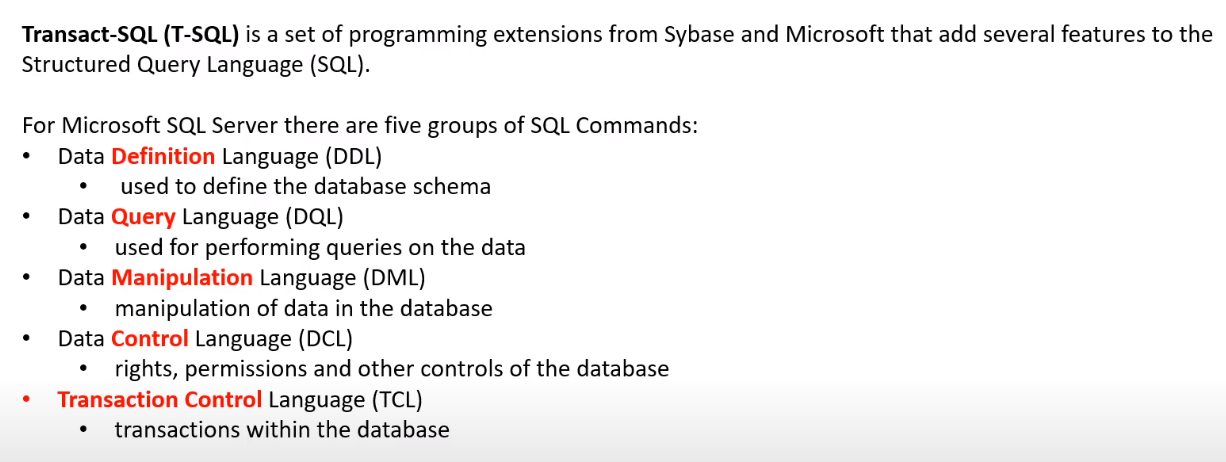 Transact-SQL (T-SQL) is a set of programming extensions from Sybase and Microsoft that add several features to the
Structured Query Language (SQL).
For Microsoft SQL Server there are five groups of SQL Commands:
• Data Definition Language (DDL)
• used to define the database schema
• Data Query Language (DQL)
• used for performing queries on the data
• Data Manipulation Language (DML)
• manipulation of data in the database
• Data Control Language (DCL)
• rights, permissions and other controls of the database
• Transaction Control Language (TCL)
• transactions within the database